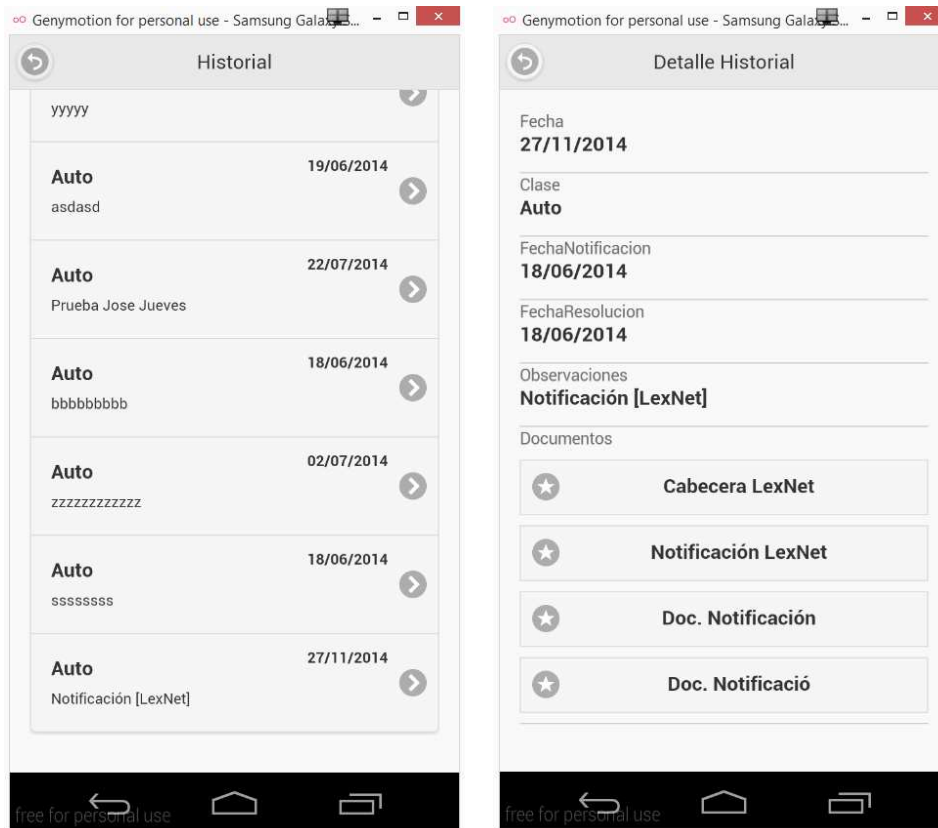 Genymotion for personal use - Samsung Gala
Historial
yyyyy
19/06/2014
Auto
asdasd
22/07/2014
Auto
Prueba Jose Jueves
18/06/2014
Auto
bbbbbbbbb
02/07/2014
Auto
zzzzzzzzzzzz
18/06/2014
Auto
ssssssss
27/11/2014
Auto
Notificación [LexNet]
free for personal use
Genymotion for personal use - Samsung Gala
Detalle Historial
Fecha
27/11/2014
Clase
Auto
FechaNotificacion
18/06/2014
FechaResolucion
18/06/2014
Observaciones
Notificación [LexNet]
Documentos
Cabecera LexNet
Notificación LexNet
Doc. Notificación
Doc. Notificació
free for personal use